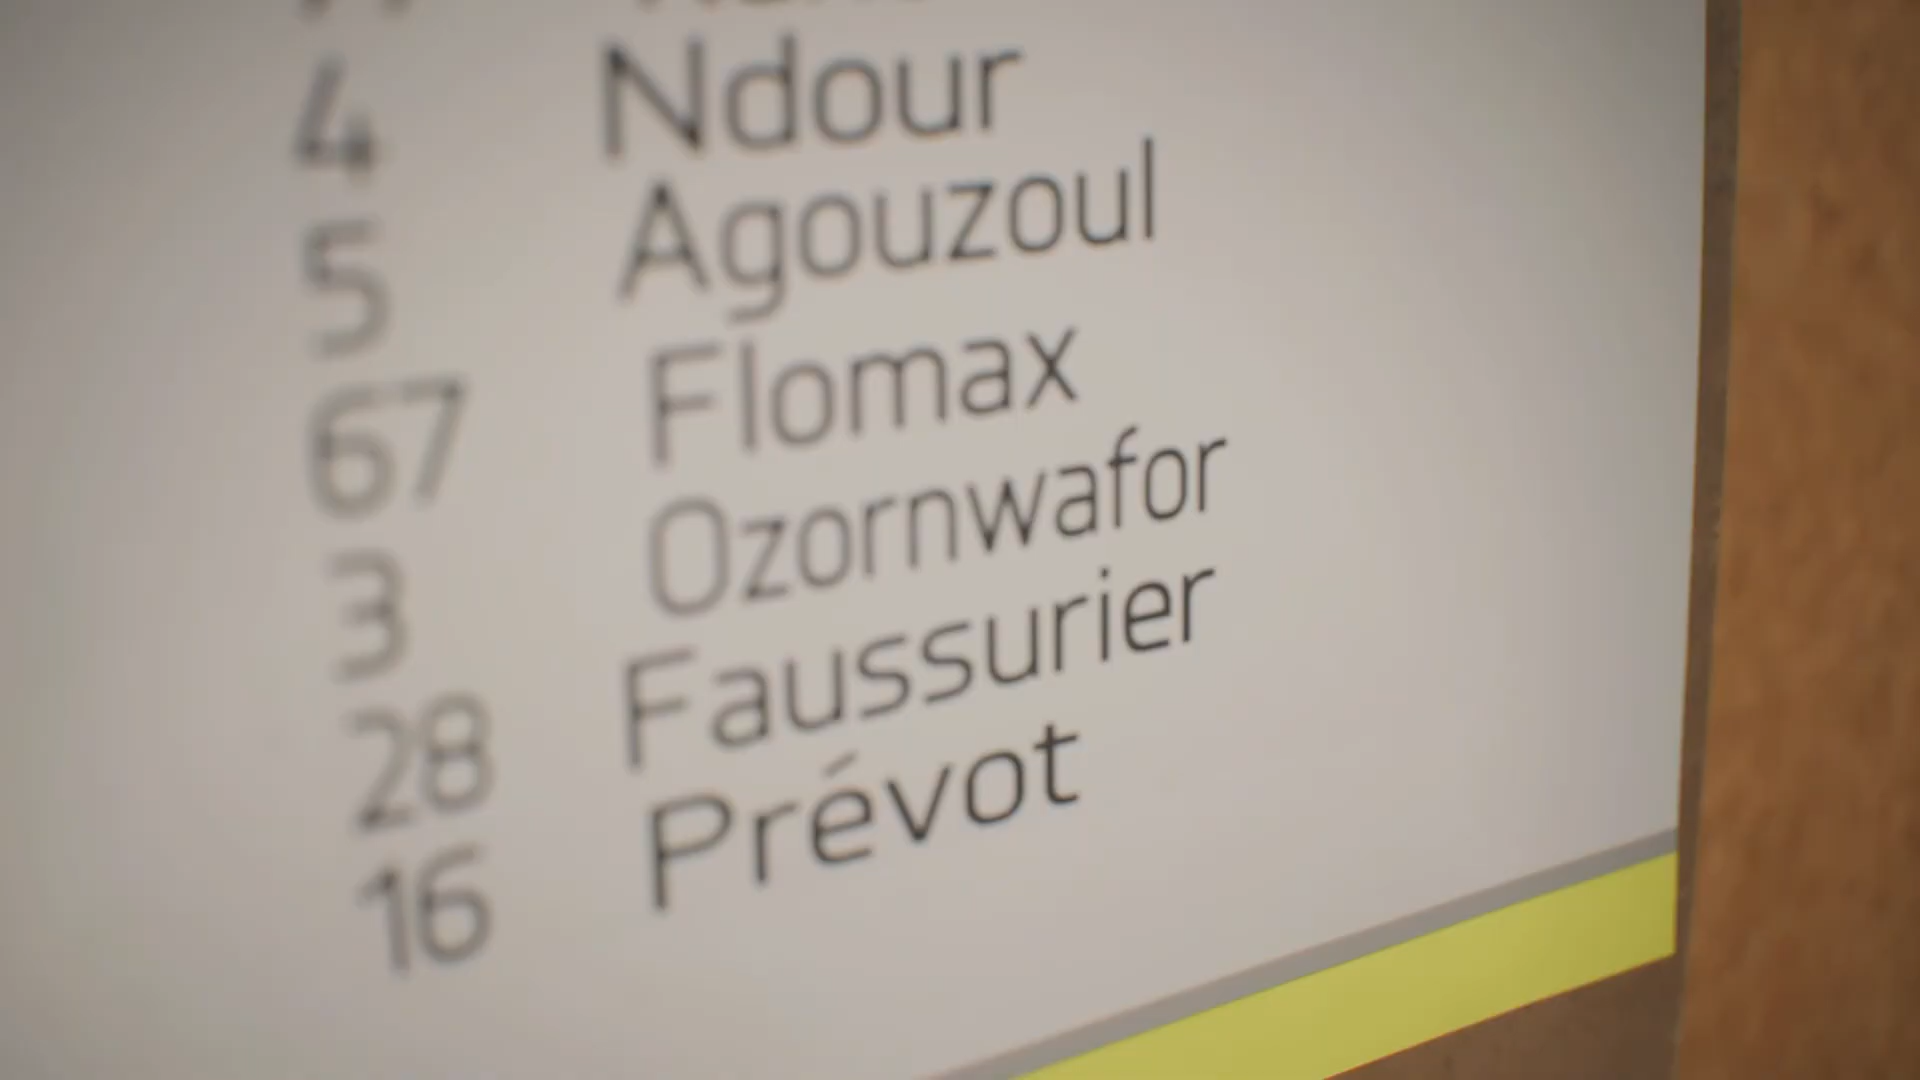 4 Ndour
5 Agouzoul
67 Flomax
3 Ozornwafor
28 Faussurier
16 Prévot